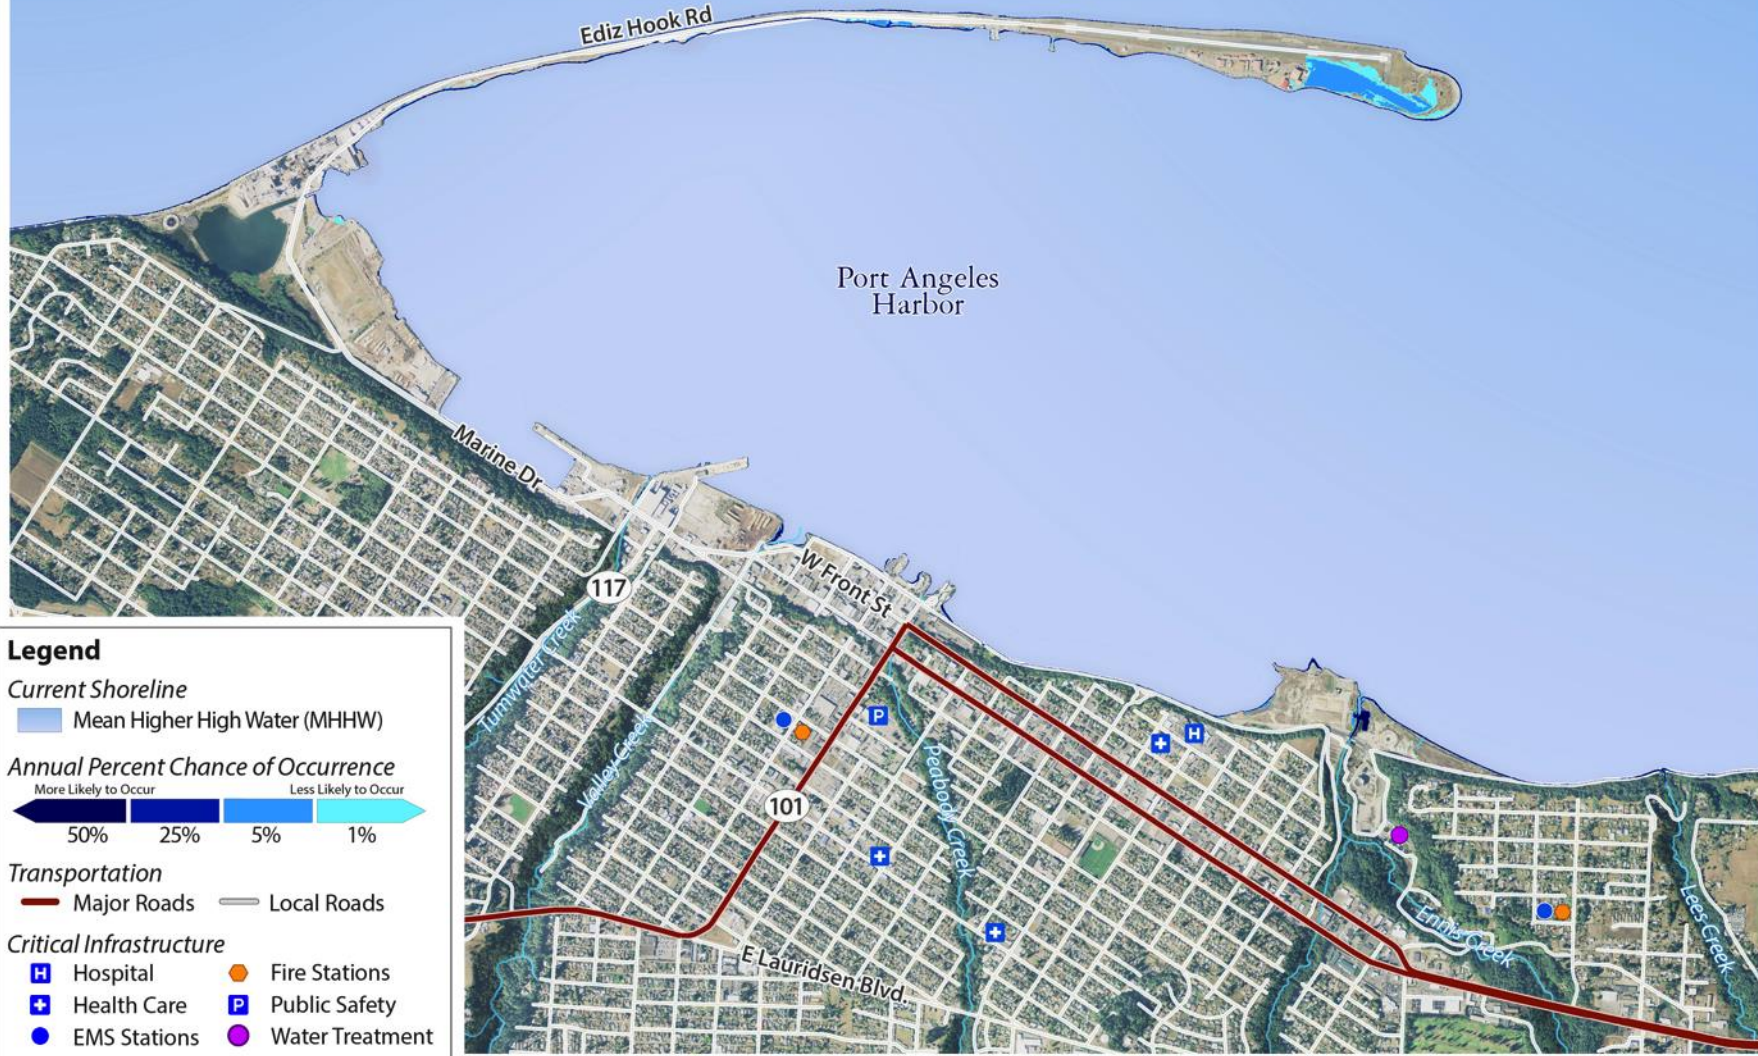 Ediz Hook Rd
Port Angeles
Harbor
Marine Dr
W Front St
117
Tumwater Creek
Valley Creek
P
H
Peabody Creek
101
Ennis Creek
Lees Creek
E Lauridsen Blvd.
Legend
Current Shoreline
Mean Higher High Water (MHHW)
Annual Percent Chance of Occurrence
More Likely to Occur Less Likely to Occur
50% 25% 5% 1%
Transportation
Major Roads Local Roads
Critical Infrastructure
H Hospital Fire Stations
Health Care P Public Safety
EMS Stations Water Treatment